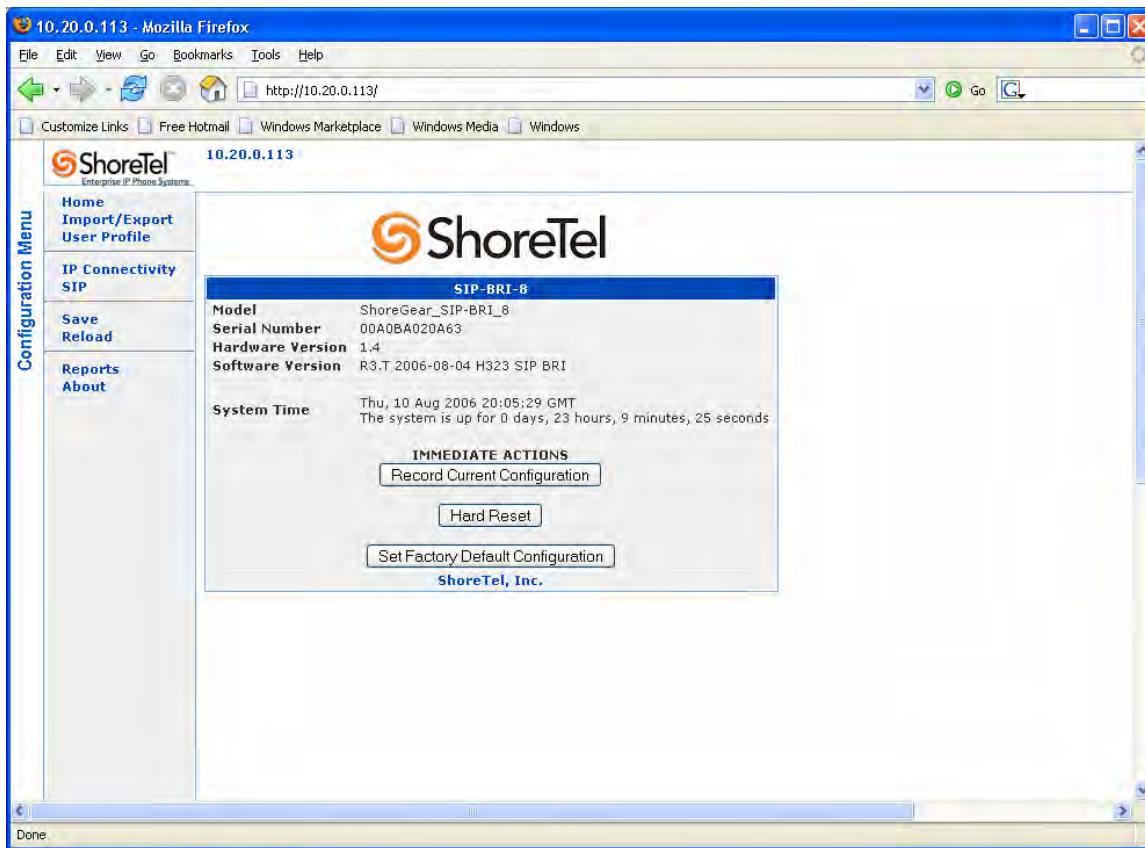 10.20.0.113 - Mozilla Firefox
File Edit View Go Bookmarks Tools Help
http://10.20.0.113/ Go G
Customize Links Free Hotmail Windows Marketplace Windows Media Windows
ShoreTel™
Enterprise IP Phone Systems
10.20.0.113
Configuration Menu
Home
Import/Export
User Profile
IP Connectivity
SIP
Save
Reload
Reports
About
ShoreTel
SIP-BRI-8
Model ShoreGear_SIP-BRI_8
Serial Number 00A0BA020A63
Hardware Version 1.4
Software Version R3.T 2006-08-04 H323 SIP BRI
System Time Thu, 10 Aug 2006 20:05:29 GMT
The system is up for 0 days, 23 hours, 9 minutes, 25 seconds
IMMEDIATE ACTIONS
Record Current Configuration
Hard Reset
Set Factory Default Configuration
ShoreTel, Inc.
Done